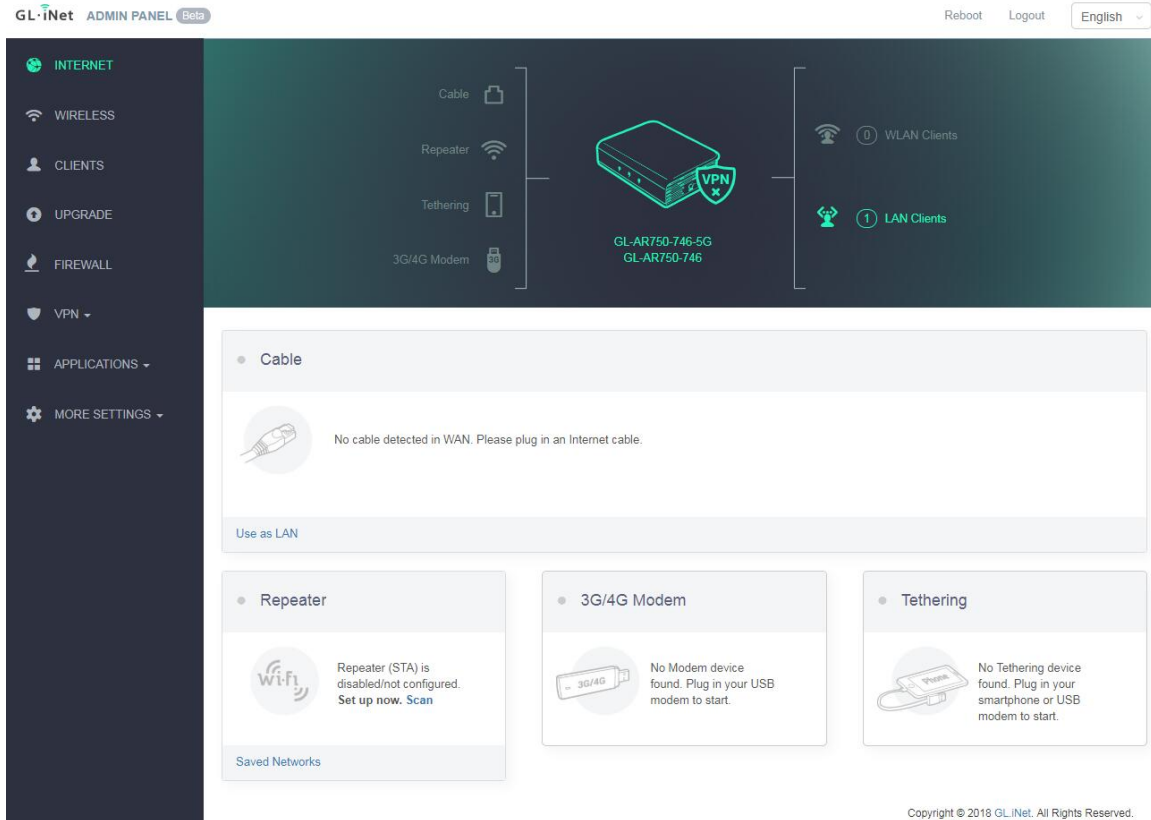 GL·iNet ADMIN PANEL Beta
Reboot Logout English
INTERNET
WIRELESS
CLIENTS
UPGRADE
FIREWALL
VPN
APPLICATIONS
MORE SETTINGS
Cable
Repeater
Tethering
3G/4G Modem
3G
VPN
GL-AR750-746-5G
GL-AR750-746
0 WLAN Clients
1 LAN Clients
Cable
No cable detected in WAN. Please plug in an Internet cable.
Use as LAN
Repeater
Wi-Fi
Repeater (STA) is
disabled/not configured.
Set up now. Scan
Saved Networks
3G/4G Modem
3G/4G
No Modem device
found. Plug in your USB
modem to start.
Tethering
Phone
No Tethering device
found. Plug in your
smartphone or USB
modem to start.
Copyright © 2018 GL.iNet. All Rights Reserved.